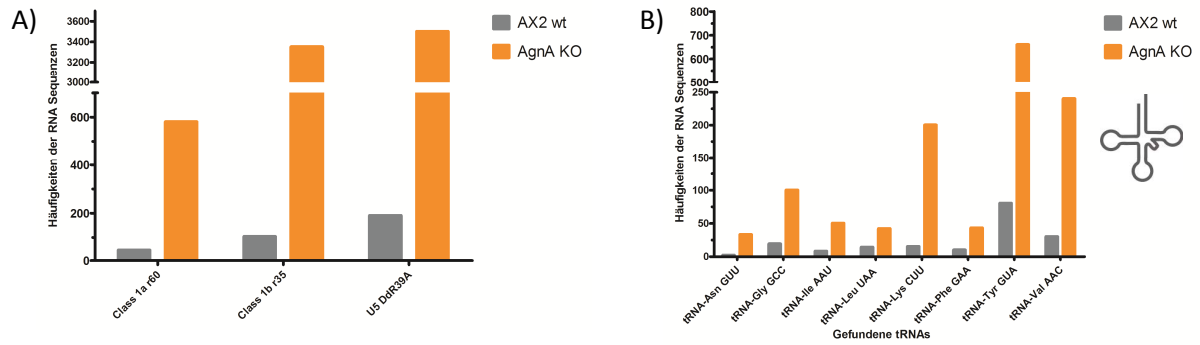 A)
AX2 wt
AgnA KO
Häufigkeiten der RNA Sequenzen
3600
3400
3200
3000
600
400
200
0
Class 1a r60
Class 1b r35
U5 DdR39A
B)
AX2 wt
AgnA KO
Häufigkeiten der RNA Sequenzen
800
700
600
500
250
200
150
100
50
0
tRNA-Asn GUU
tRNA-Gly GCC
tRNA-Ile AAU
tRNA-Leu UAA
tRNA-Lys CUU
tRNA-Phe GAA
tRNA-Tyr GUA
tRNA-Val AAC
Gefundene tRNAs